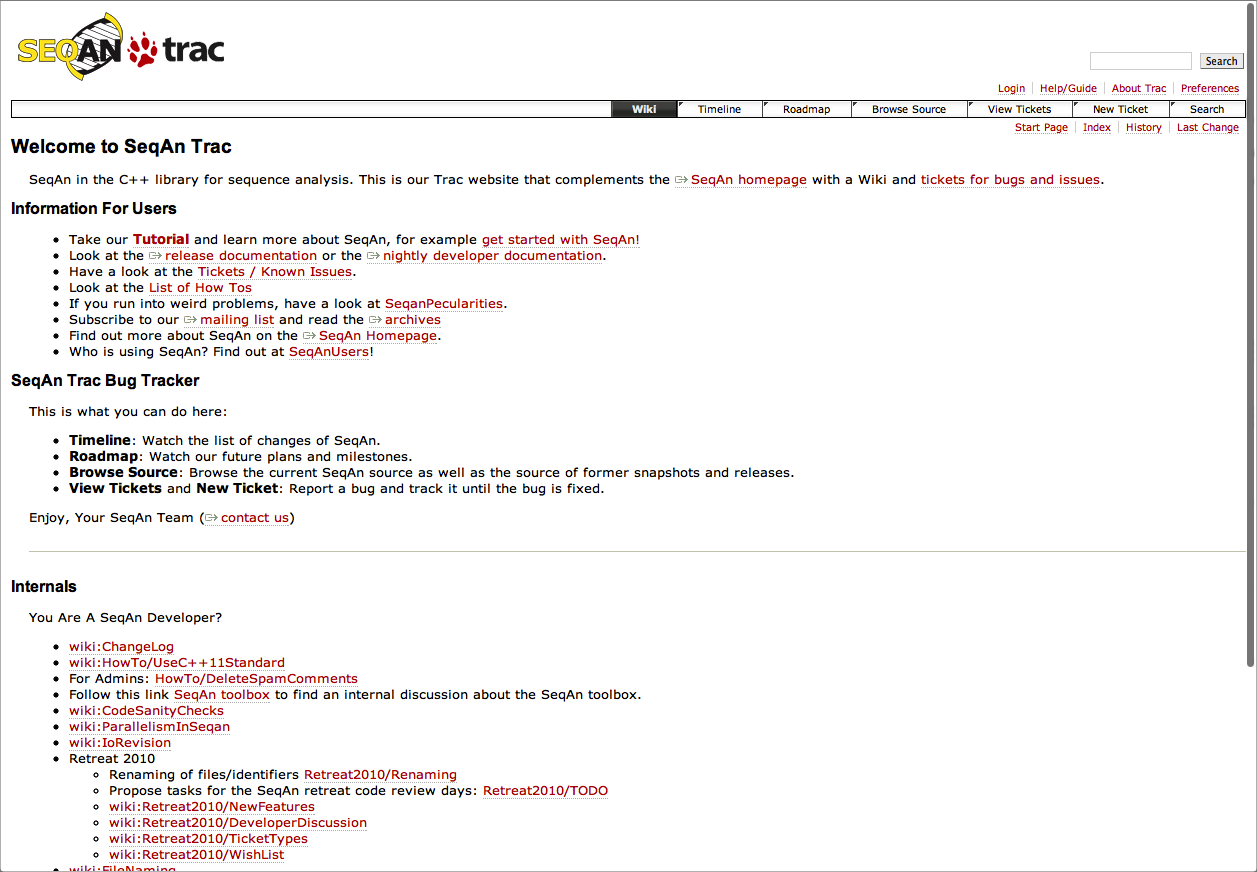 SEQAN trac
Search
Login Help/Guide About Trac Preferences
Wiki Timeline Roadmap Browse Source View Tickets New Ticket Search
Start Page Index History Last Change
Welcome to SeqAn Trac
SeqAn in the C++ library for sequence analysis. This is our Trac website that complements the SeqAn homepage with a Wiki and tickets for bugs and issues.
Information For Users
Take our Tutorial and learn more about SeqAn, for example get started with SeqAn!
Look at the release documentation or the nightly developer documentation.
Have a look at the Tickets / Known Issues.
Look at the List of How Tos
If you run into weird problems, have a look at SeqanPecularities.
Subscribe to our mailing list and read the archives
Find out more about SeqAn on the SeqAn Homepage.
Who is using SeqAn? Find out at SeqAnUsers!
SeqAn Trac Bug Tracker
This is what you can do here:
Timeline: Watch the list of changes of SeqAn.
Roadmap: Watch our future plans and milestones.
Browse Source: Browse the current SeqAn source as well as the source of former snapshots and releases.
View Tickets and New Ticket: Report a bug and track it until the bug is fixed.
Enjoy, Your SeqAn Team (contact us)
Internals
You Are A SeqAn Developer?
wiki:ChangeLog
wiki:HowTo/UseC++11Standard
For Admins: HowTo/DeleteSpamComments
Follow this link SeqAn toolbox to find an internal discussion about the SeqAn toolbox.
wiki:CodeSanityChecks
wiki:ParallelismInSeqan
wiki:IoRevision
Retreat 2010
Renaming of files/identifiers Retreat2010/Renaming
Propose tasks for the SeqAn retreat code review days: Retreat2010/TODO
wiki:Retreat2010/NewFeatures
wiki:Retreat2010/DeveloperDiscussion
wiki:Retreat2010/TicketTypes
wiki:Retreat2010/WishList
wiki:FileNaming